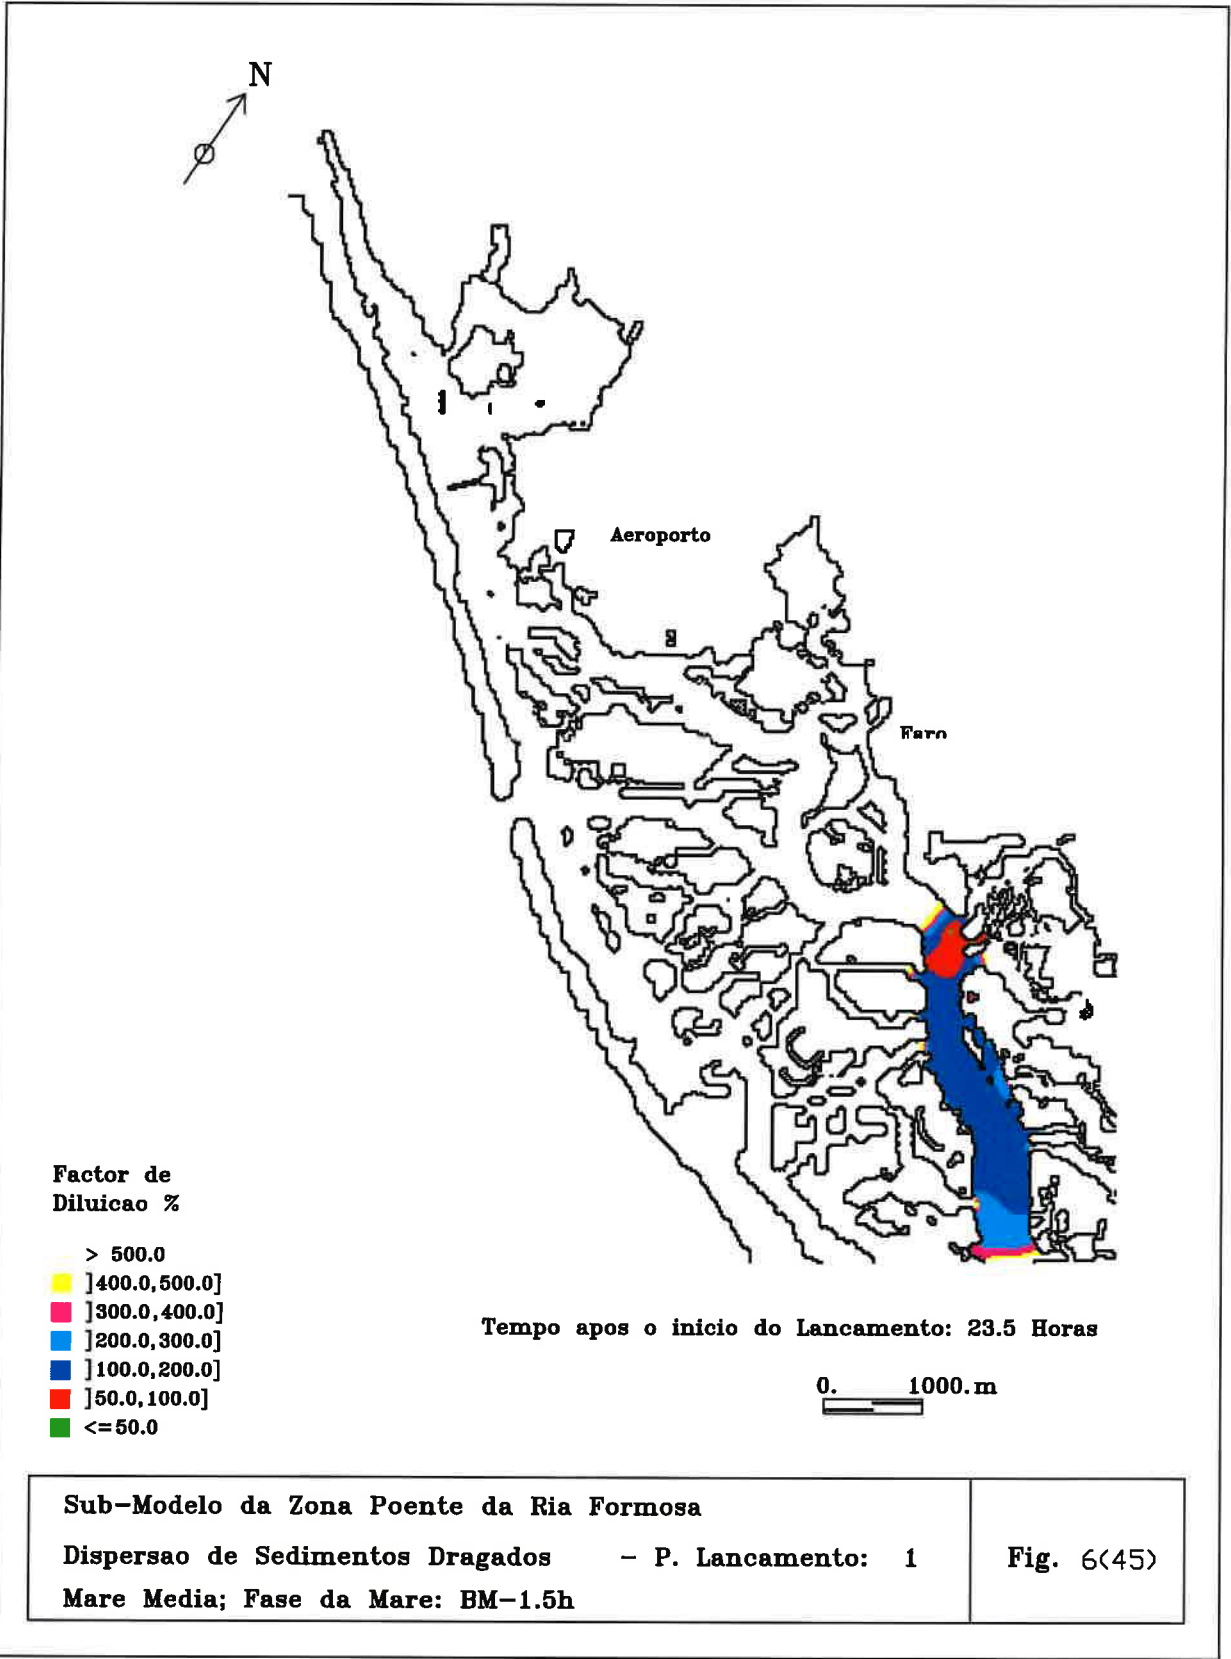 N
Aeroporto
Faro
Factor de
Diluicao %
> 500.0
]400.0,500.0]
]300.0,400.0]
]200.0,300.0]
]100.0,200.0]
]50.0,100.0]
<=50.0
Tempo apos o inicio do Lancamento: 23.5 Horas
0. 1000.m
Sub-Modelo da Zona Poente da Ria Formosa
Dispersao de Sedimentos Dragados - P. Lancamento: 1
Mare Media; Fase da Mare: BM-1.5h
Fig. 6(45)